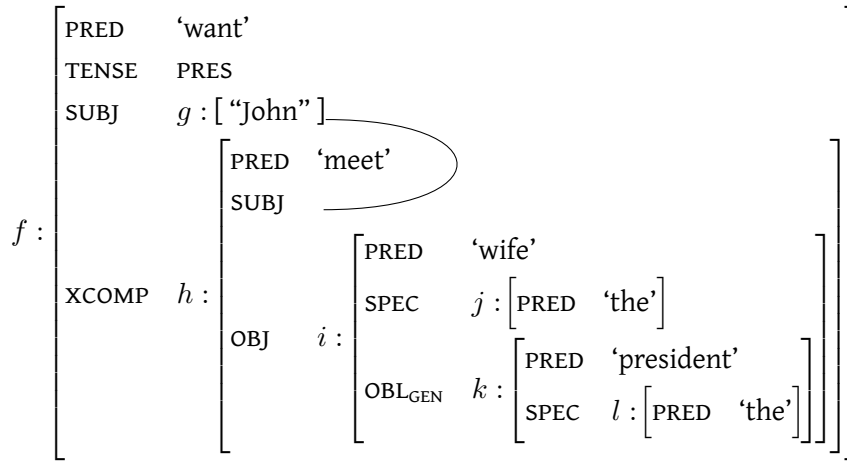 PRED ‘want’
TENSE PRES
SUBJ g : [ “John” ]
PRED ‘meet’
SUBJ
f :
PRED ‘wife’
XCOMP h :
SPEC j : [ PRED ‘the’ ]
OBJ i :
PRED ‘president’
OBL_GEN k :
SPEC l : [ PRED ‘the’ ]